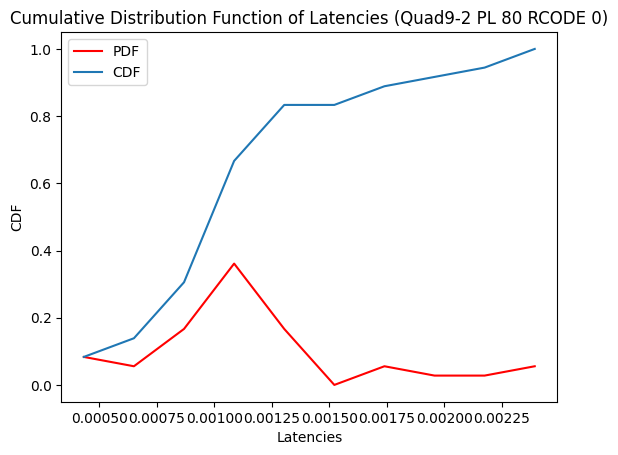 Cumulative Distribution Function of Latencies (Quad9-2 PL 80 RCODE 0)
PDF
CDF
1.0
0.8
0.6
0.4
0.2
0.0
CDF
0.00050 0.00075 0.00100 0.00125 0.00150 0.00175 0.00200 0.00225
Latencies